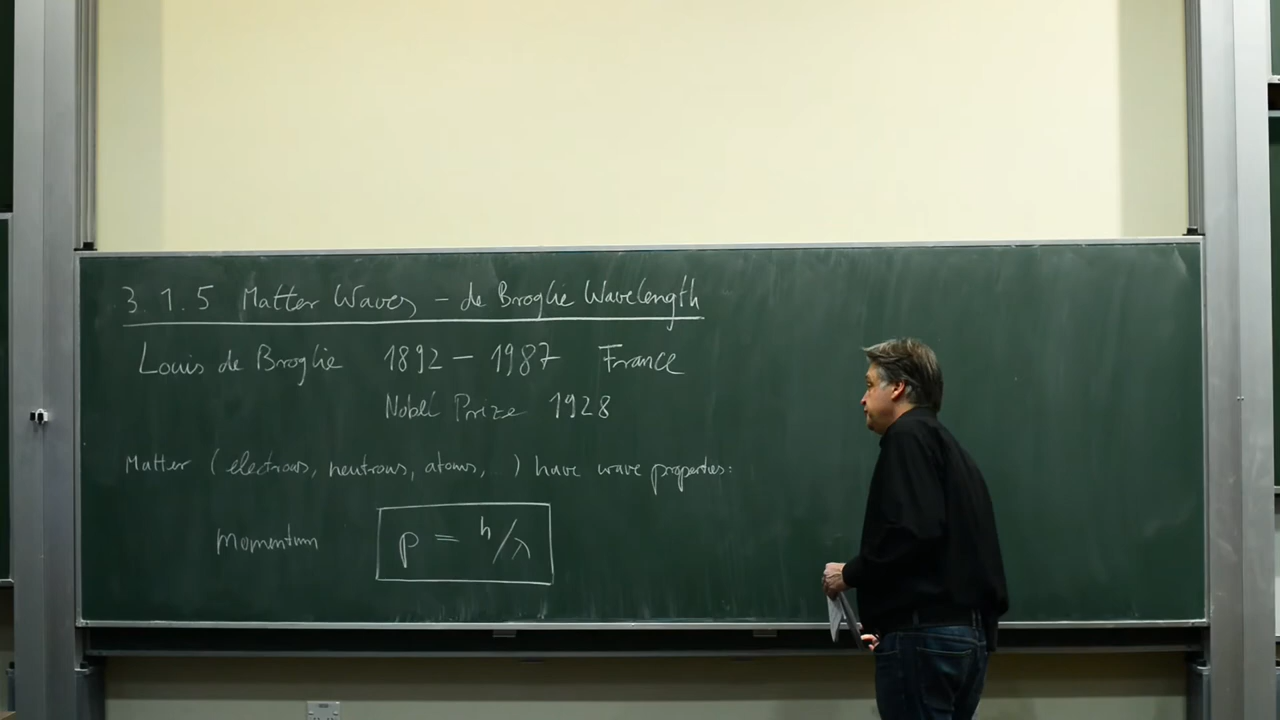 3.1.5 Matter Waves - de Broglie Wavelength
Louis de Broglie 1892 - 1987 France
Nobel Prize 1928
Matter (electrons, neutrons, atoms, ...) have wave properties:
Momentum p = h/λ